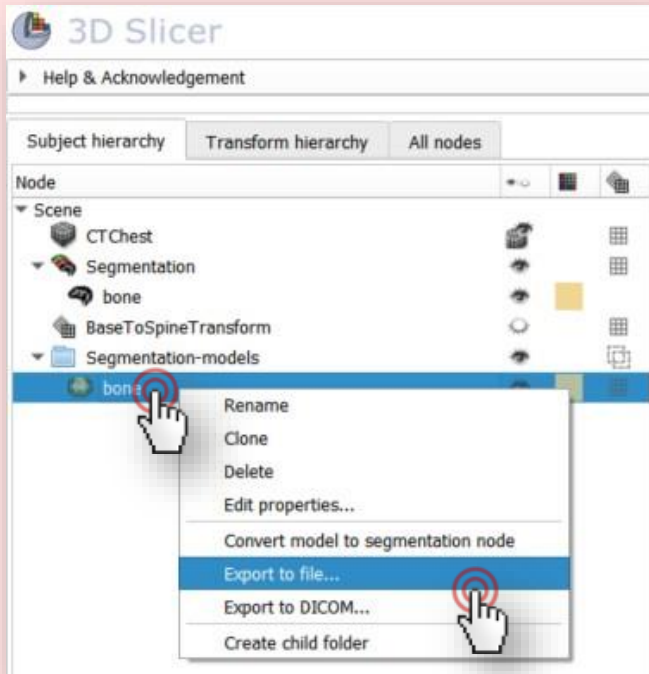 3D Slicer
Help & Acknowledgement
Subject hierarchy Transform hierarchy All nodes
Node
Scene
CTChest
Segmentation
bone
BaseToSpineTransform
Segmentation-models
bone
Rename
Clone
Delete
Edit properties...
Convert model to segmentation node
Export to file...
Export to DICOM...
Create child folder